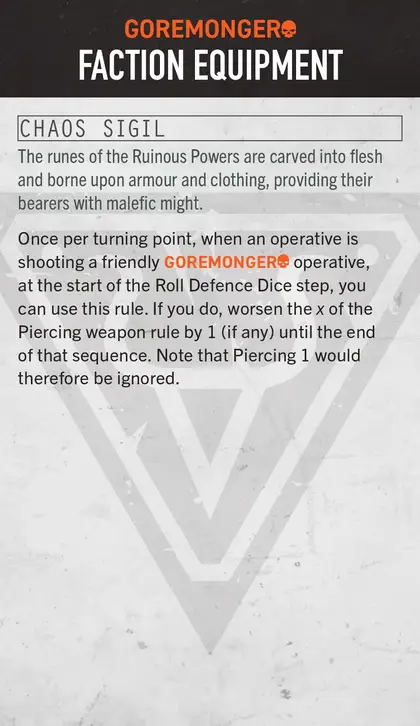 GOREMONGER
FACTION EQUIPMENT
CHAOS SIGIL
The runes of the Ruinous Powers are carved into flesh
and borne upon armour and clothing, providing their
bearers with malefic might.
Once per turning point, when an operative is
shooting a friendly GOREMONGER operative,
at the start of the Roll Defence Dice step, you
can use this rule. If you do, worsen the x of the
Piercing weapon rule by 1 (if any) until the end
of that sequence. Note that Piercing 1 would
therefore be ignored.